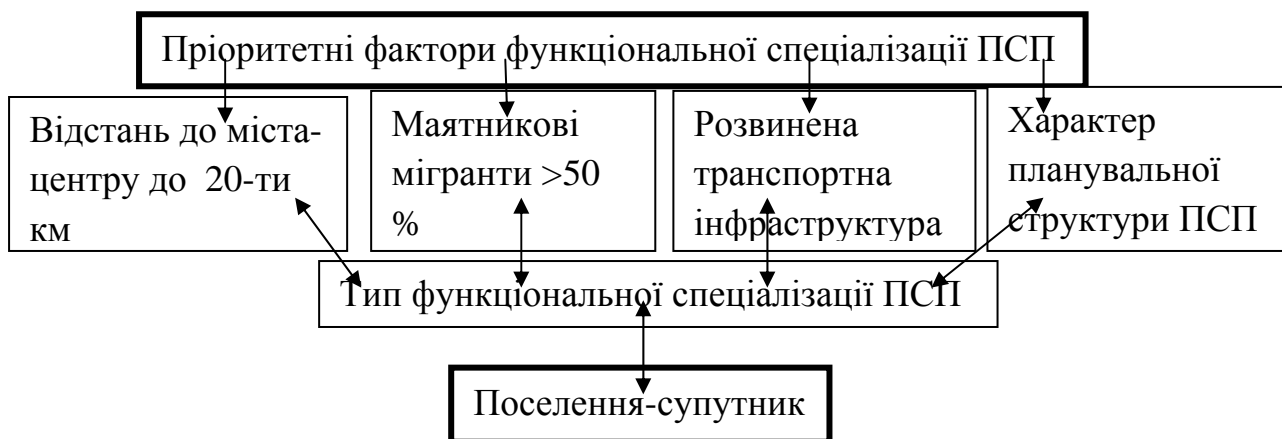 Пріоритетні фактори функціональної спеціалізації ПСП
Відстань до міста-
центру до 20-ти
км
Маятникові
мігранти >50
%
Розвинена
транспортна
інфраструктура
Характер
планувальної
структури ПСП
Тип функціональної спеціалізації ПСП
Поселення-супутник